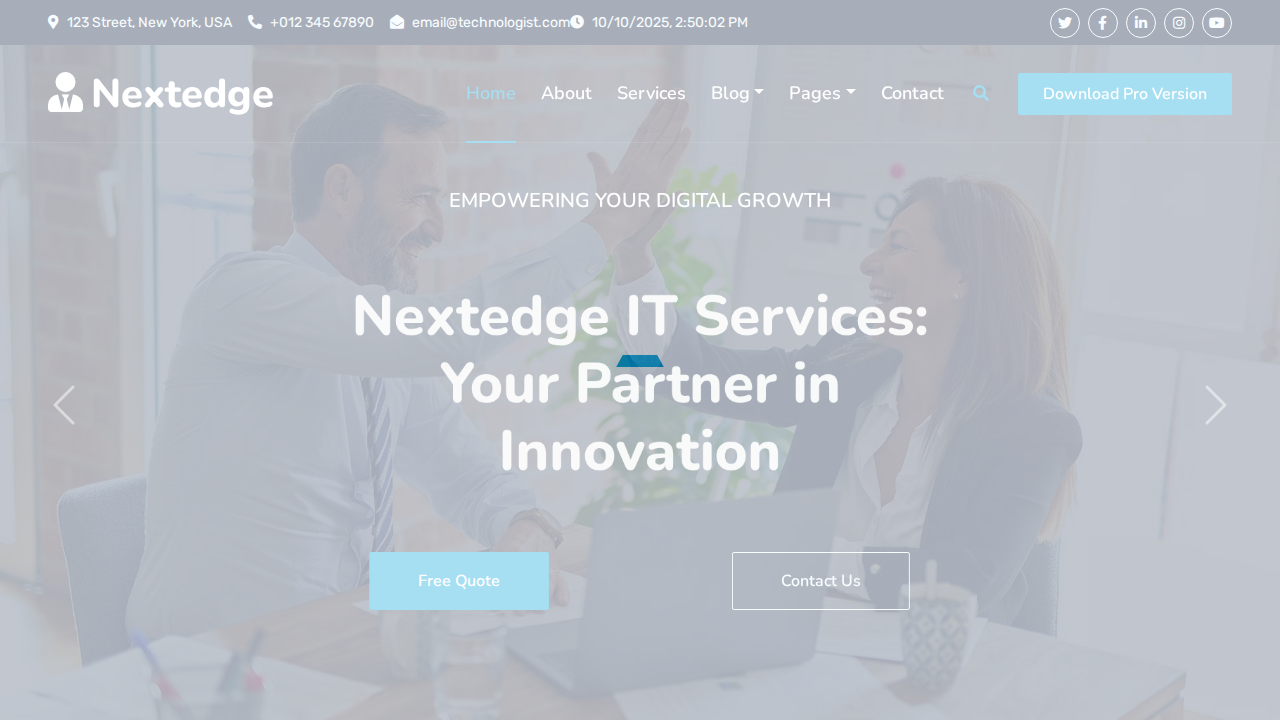 123 Street, New York, USA +012 345 67890 email@technologist.com 10/10/2025, 2:50:02 PM
Nextedge Home About Services Blog Pages Contact Download Pro Version
EMPOWERING YOUR DIGITAL GROWTH
Nextedge IT Services:
Your Partner in
Innovation
Free Quote Contact Us